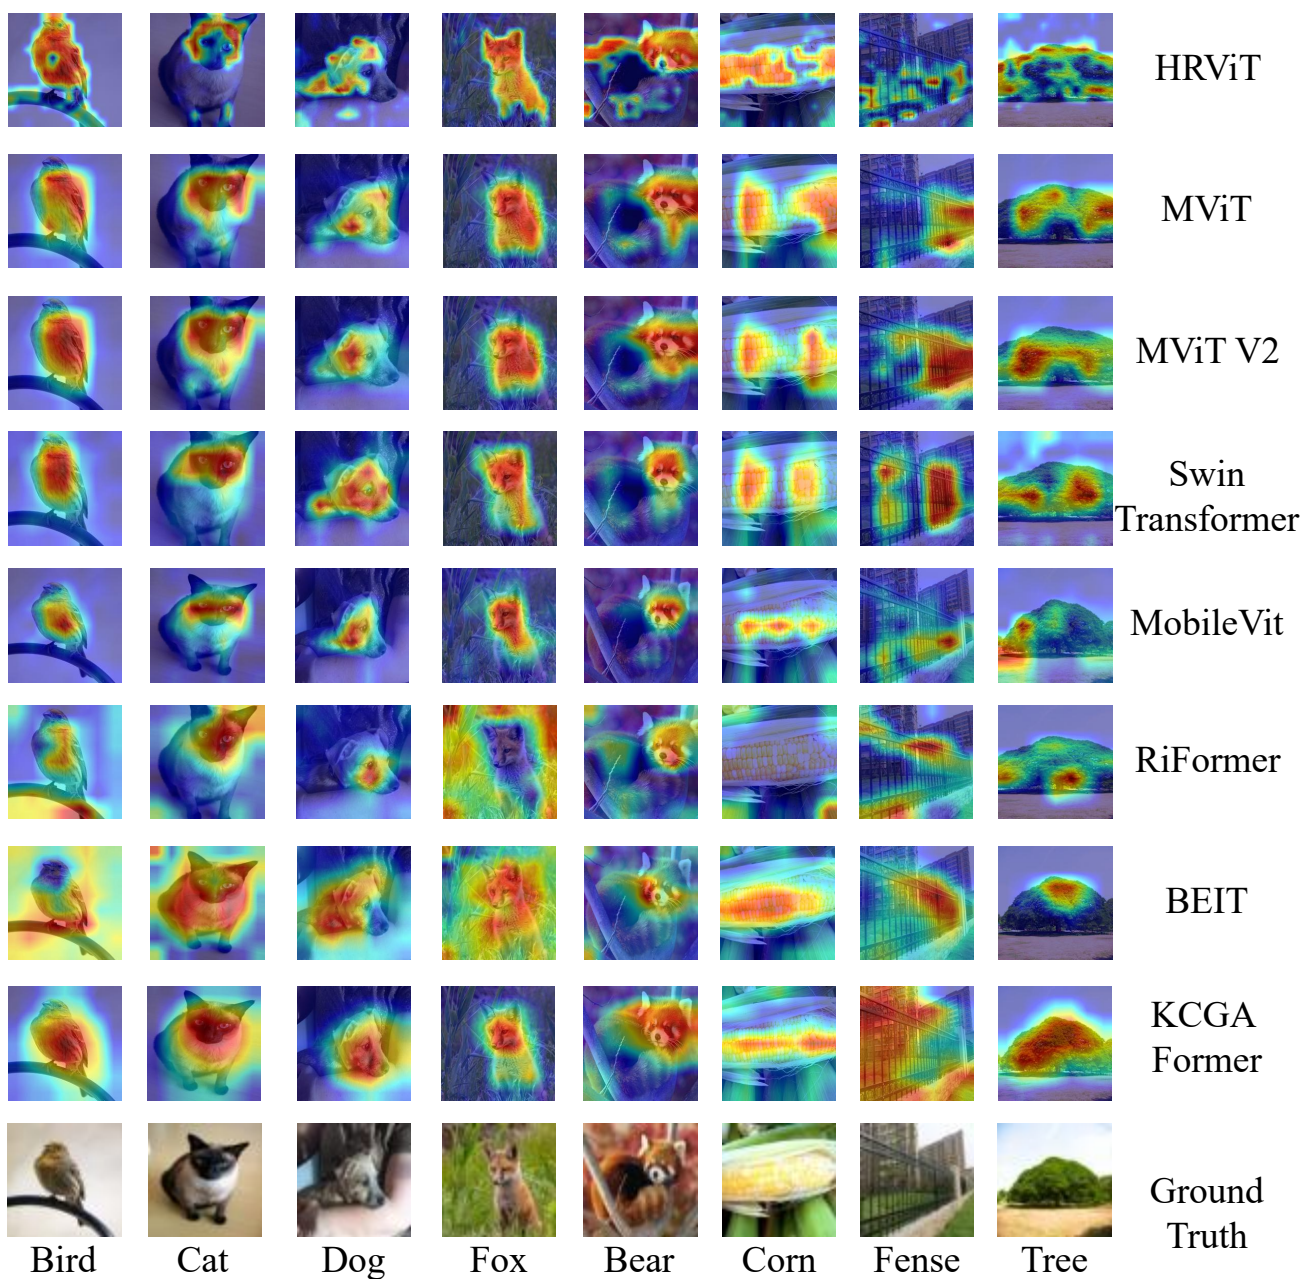 HRViT
MViT
MViT V2
Swin
Transformer
MobileVit
RiFormer
BEIT
KCGA
Former
Ground
Truth
Bird Cat Dog Fox Bear Corn Fense Tree